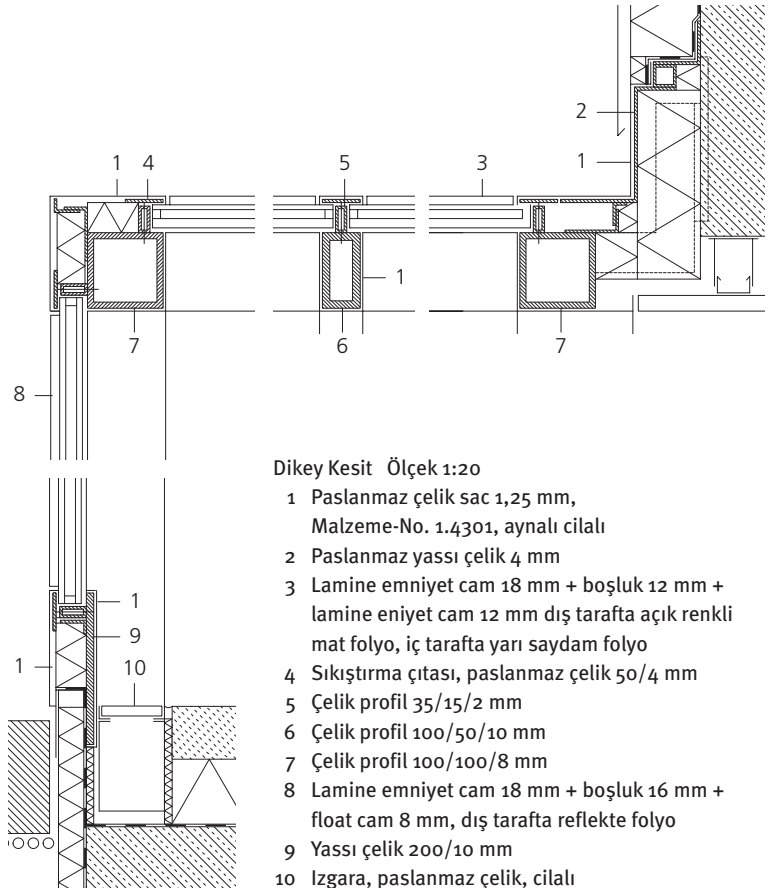 2
1
4
5
3
1
1
7
6
7
8
Dikey Kesit Ölçek 1:20
1 Paslanmaz çelik sac 1,25 mm,
Malzeme-No. 1.4301, aynalı cilalı
2 Paslanmaz yassı çelik 4 mm
3 Lamine emniyet cam 18 mm + boşluk 12 mm +
lamine eniyet cam 12 mm dış tarafta açık renkli
mat folyo, iç tarafta yarı saydam folyo
4 Sıkıştırma çıtası, paslanmaz çelik 50/4 mm
5 Çelik profil 35/15/2 mm
6 Çelik profil 100/50/10 mm
7 Çelik profil 100/100/8 mm
8 Lamine emniyet cam 18 mm + boşluk 16 mm +
float cam 8 mm, dış tarafta reflekte folyo
9 Yassı çelik 200/10 mm
10 Izgara, paslanmaz çelik, cilalı
1
9
1
10